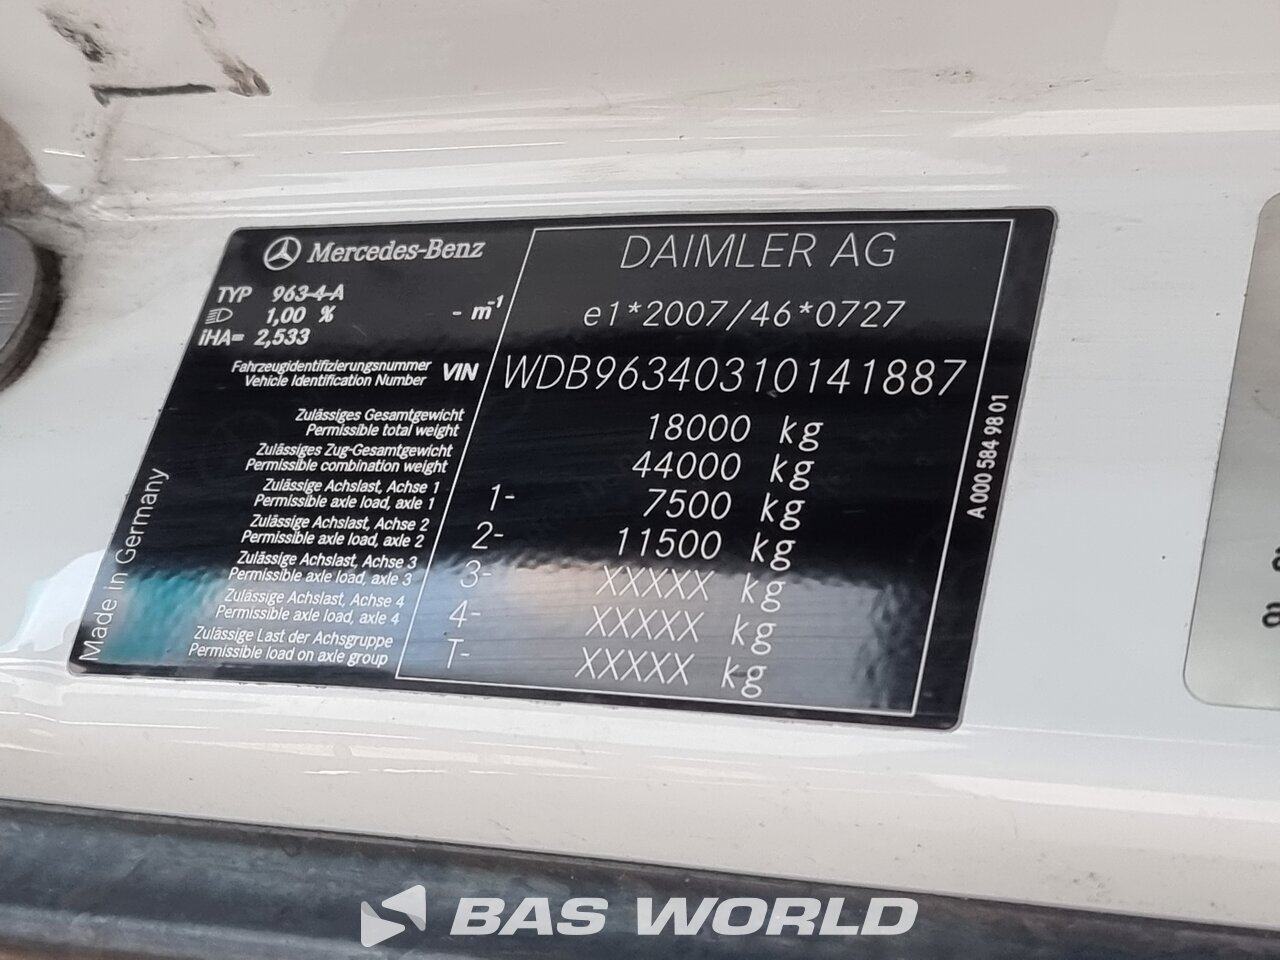 Mercedes-Benz
DAIMLER AG
TYP 963-4-A
1,00 % - m⁻¹
iHA= 2,533
e1*2007/46*0727
Fahrzeugidentifizierungsnummer
Vehicle Identification Number
VIN WDB96340310141887
Zulässiges Gesamtgewicht
Permissible total weight
18000 kg
Zulässiges Zug-Gesamtgewicht
Permissible combination weight
44000 kg
Zulässige Achslast, Achse 1
Permissible axle load, axle 1
1- 7500 kg
Zulässige Achslast, Achse 2
Permissible axle load, axle 2
2- 11500 kg
Zulässige Achslast, Achse 3
Permissible axle load, axle 3
3- XXXXX kg
Zulässige Achslast, Achse 4
Permissible axle load, axle 4
4- XXXXX kg
Zulässige Last der Achsgruppe
Permissible load on axle group
T- XXXXX kg
Made in Germany
A 000 584 98 01
BAS WORLD